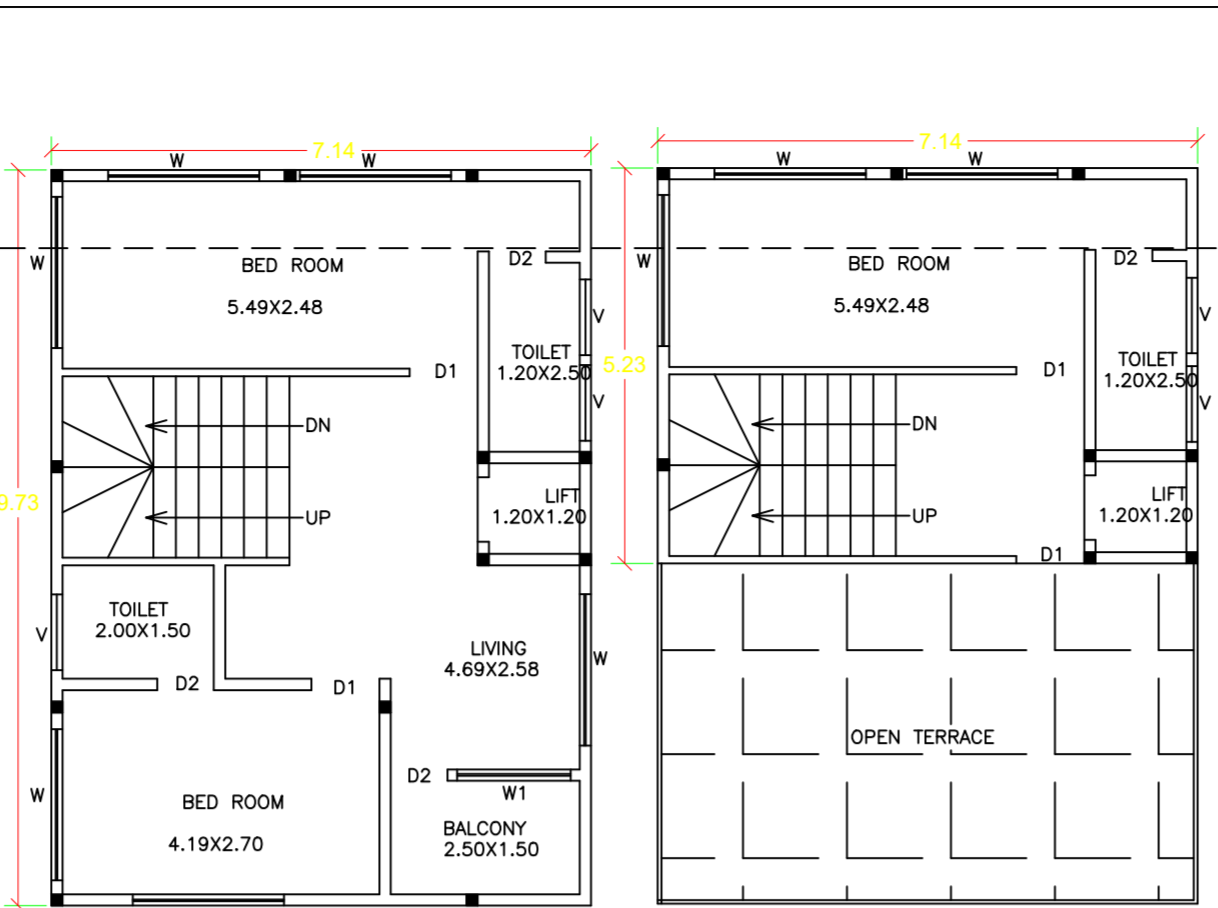 7.14
W
W
W
BED ROOM
5.49X2.48
D2
V
TOILET
1.20X2.50
D1
V
DN
9.73
LIFT
1.20X1.20
UP
TOILET
2.00X1.50
V
LIVING
4.69X2.58
W
D2
D1
D2
W1
W
BED ROOM
4.19X2.70
BALCONY
2.50X1.50
7.14
W
W
W
BED ROOM
5.49X2.48
D2
V
5.23
TOILET
1.20X2.50
D1
V
DN
LIFT
1.20X1.20
UP
D1
OPEN TERRACE